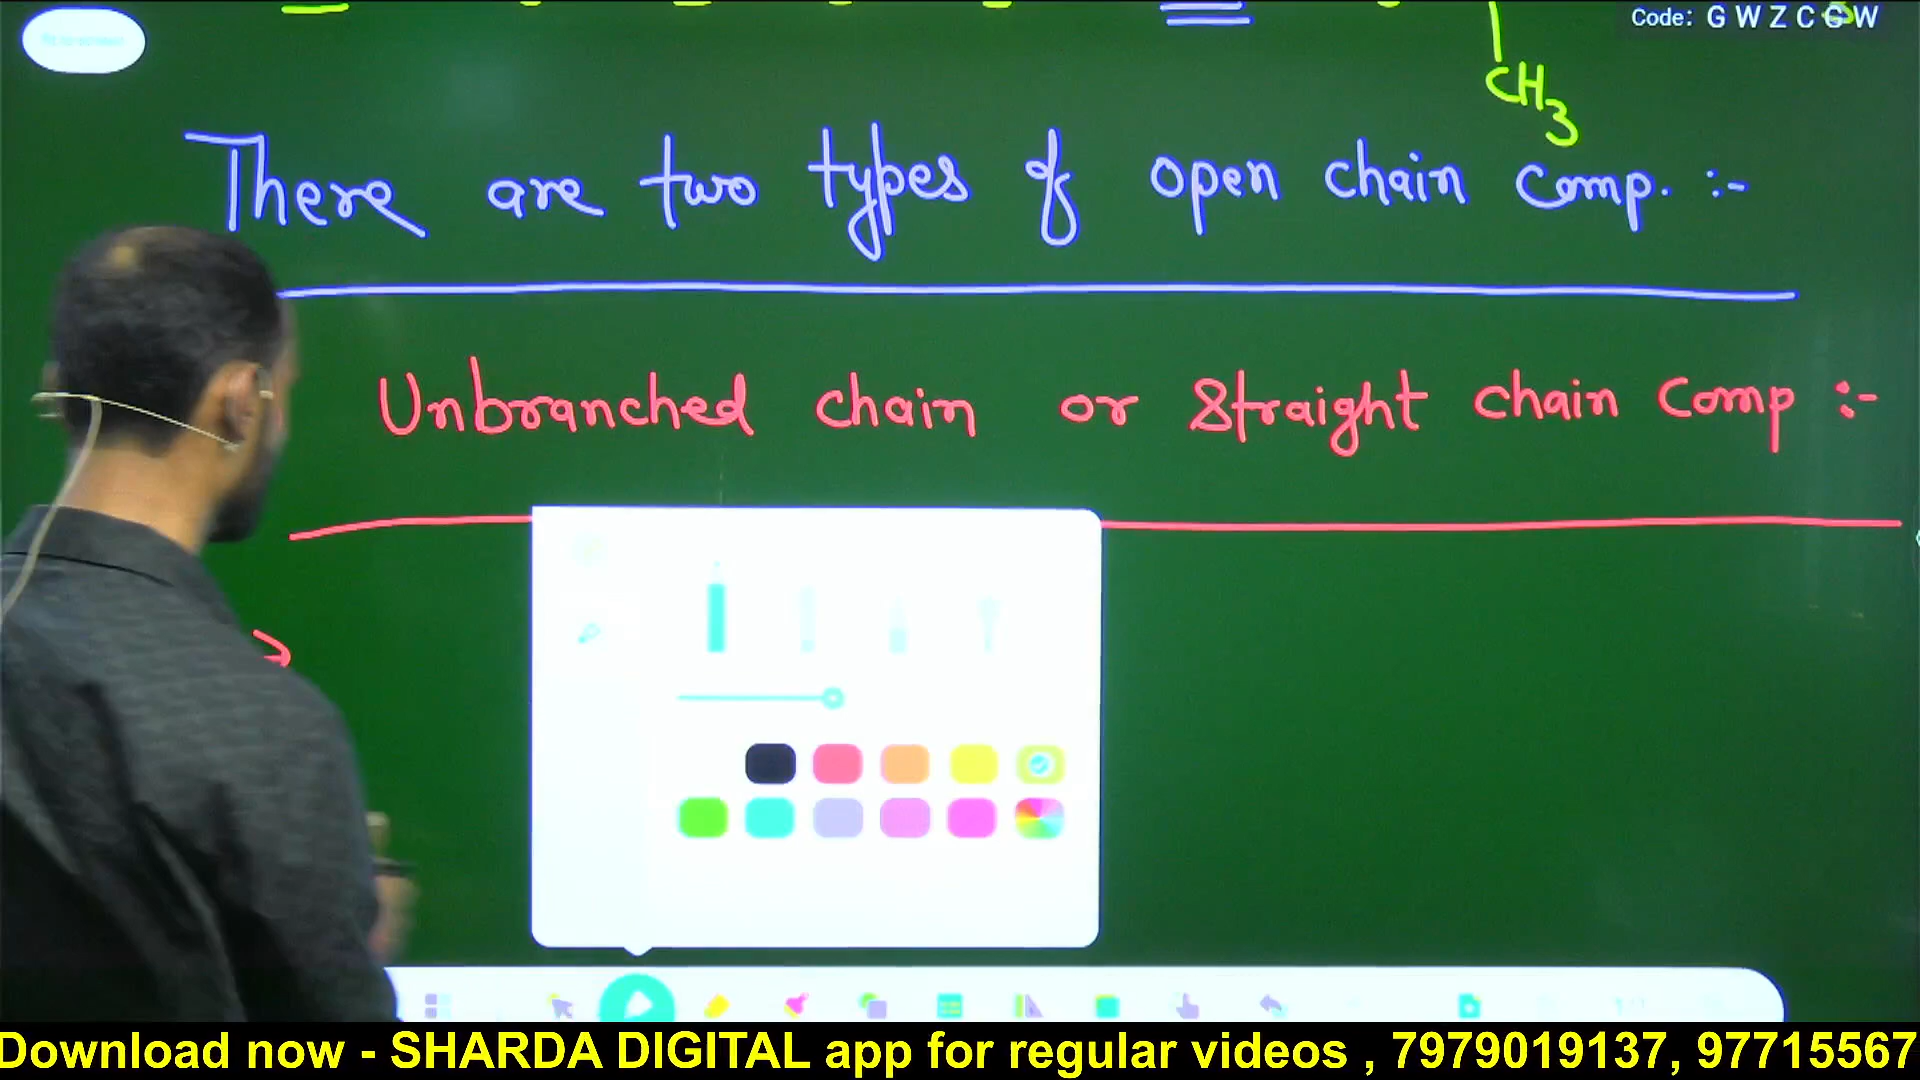 Code: G W Z C G W
CH3
There are two types of open chain comp. :-
Unbranched chain or Straight chain Comp :-
→
Download now - SHARDA DIGITAL app for regular videos , 7979019137, 97715567